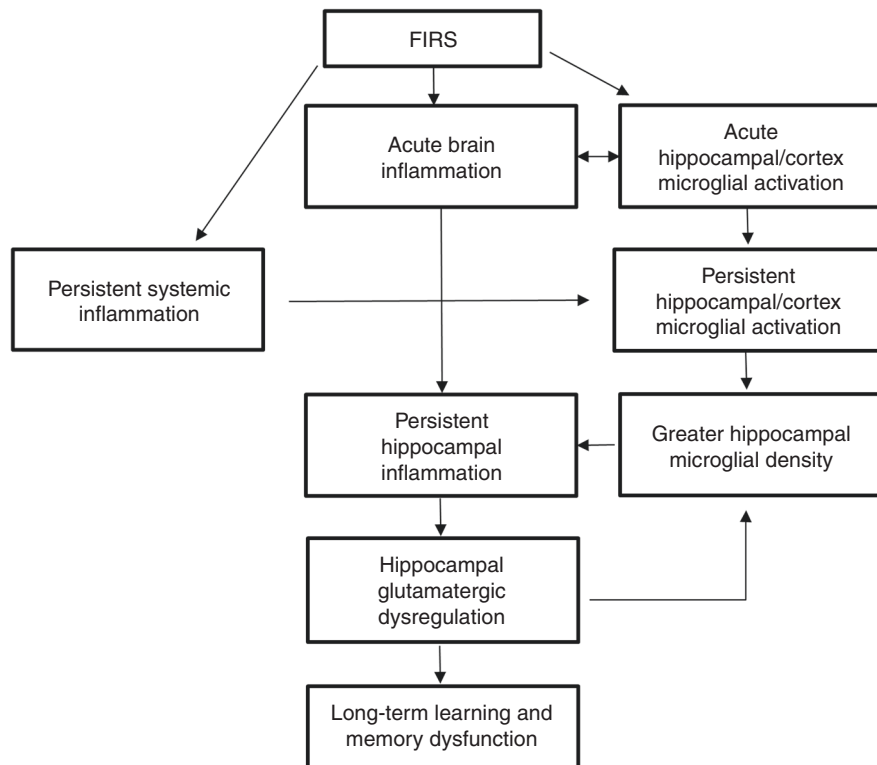 FIRS
Acute brain
inflammation
Acute
hippocampal/cortex
microglial activation
Persistent systemic
inflammation
Persistent
hippocampal/cortex
microglial activation
Persistent
hippocampal
inflammation
Greater hippocampal
microglial density
Hippocampal
glutamatergic
dysregulation
Long-term learning and
memory dysfunction